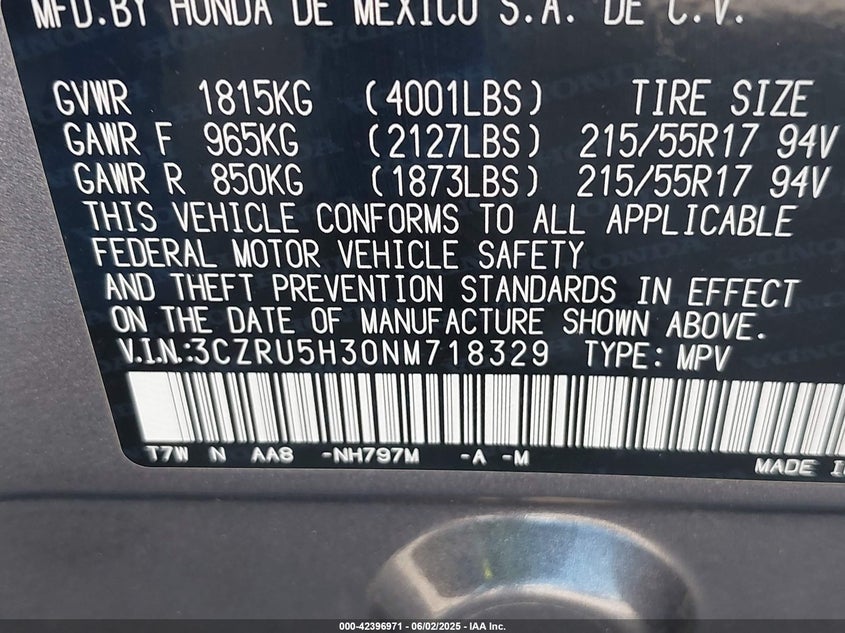 MFD.BY HONDA DE MEXICO S.A. DE C.V.
GVWR 1815KG (4001LBS) TIRE SIZE
GAWR F 965KG (2127LBS) 215/55R17 94V
GAWR R 850KG (1873LBS) 215/55R17 94V
THIS VEHICLE CONFORMS TO ALL APPLICABLE
FEDERAL MOTOR VEHICLE SAFETY
AND THEFT PREVENTION STANDARDS IN EFFECT
ON THE DATE OF MANUFACTURE SHOWN ABOVE.
V.I.N.:3CZRU5H30NM718329 TYPE: MPV
T7W N AA8 -NH797M -A -M
MADE
000-42396971 - 06/02/2025 - IAA Inc.